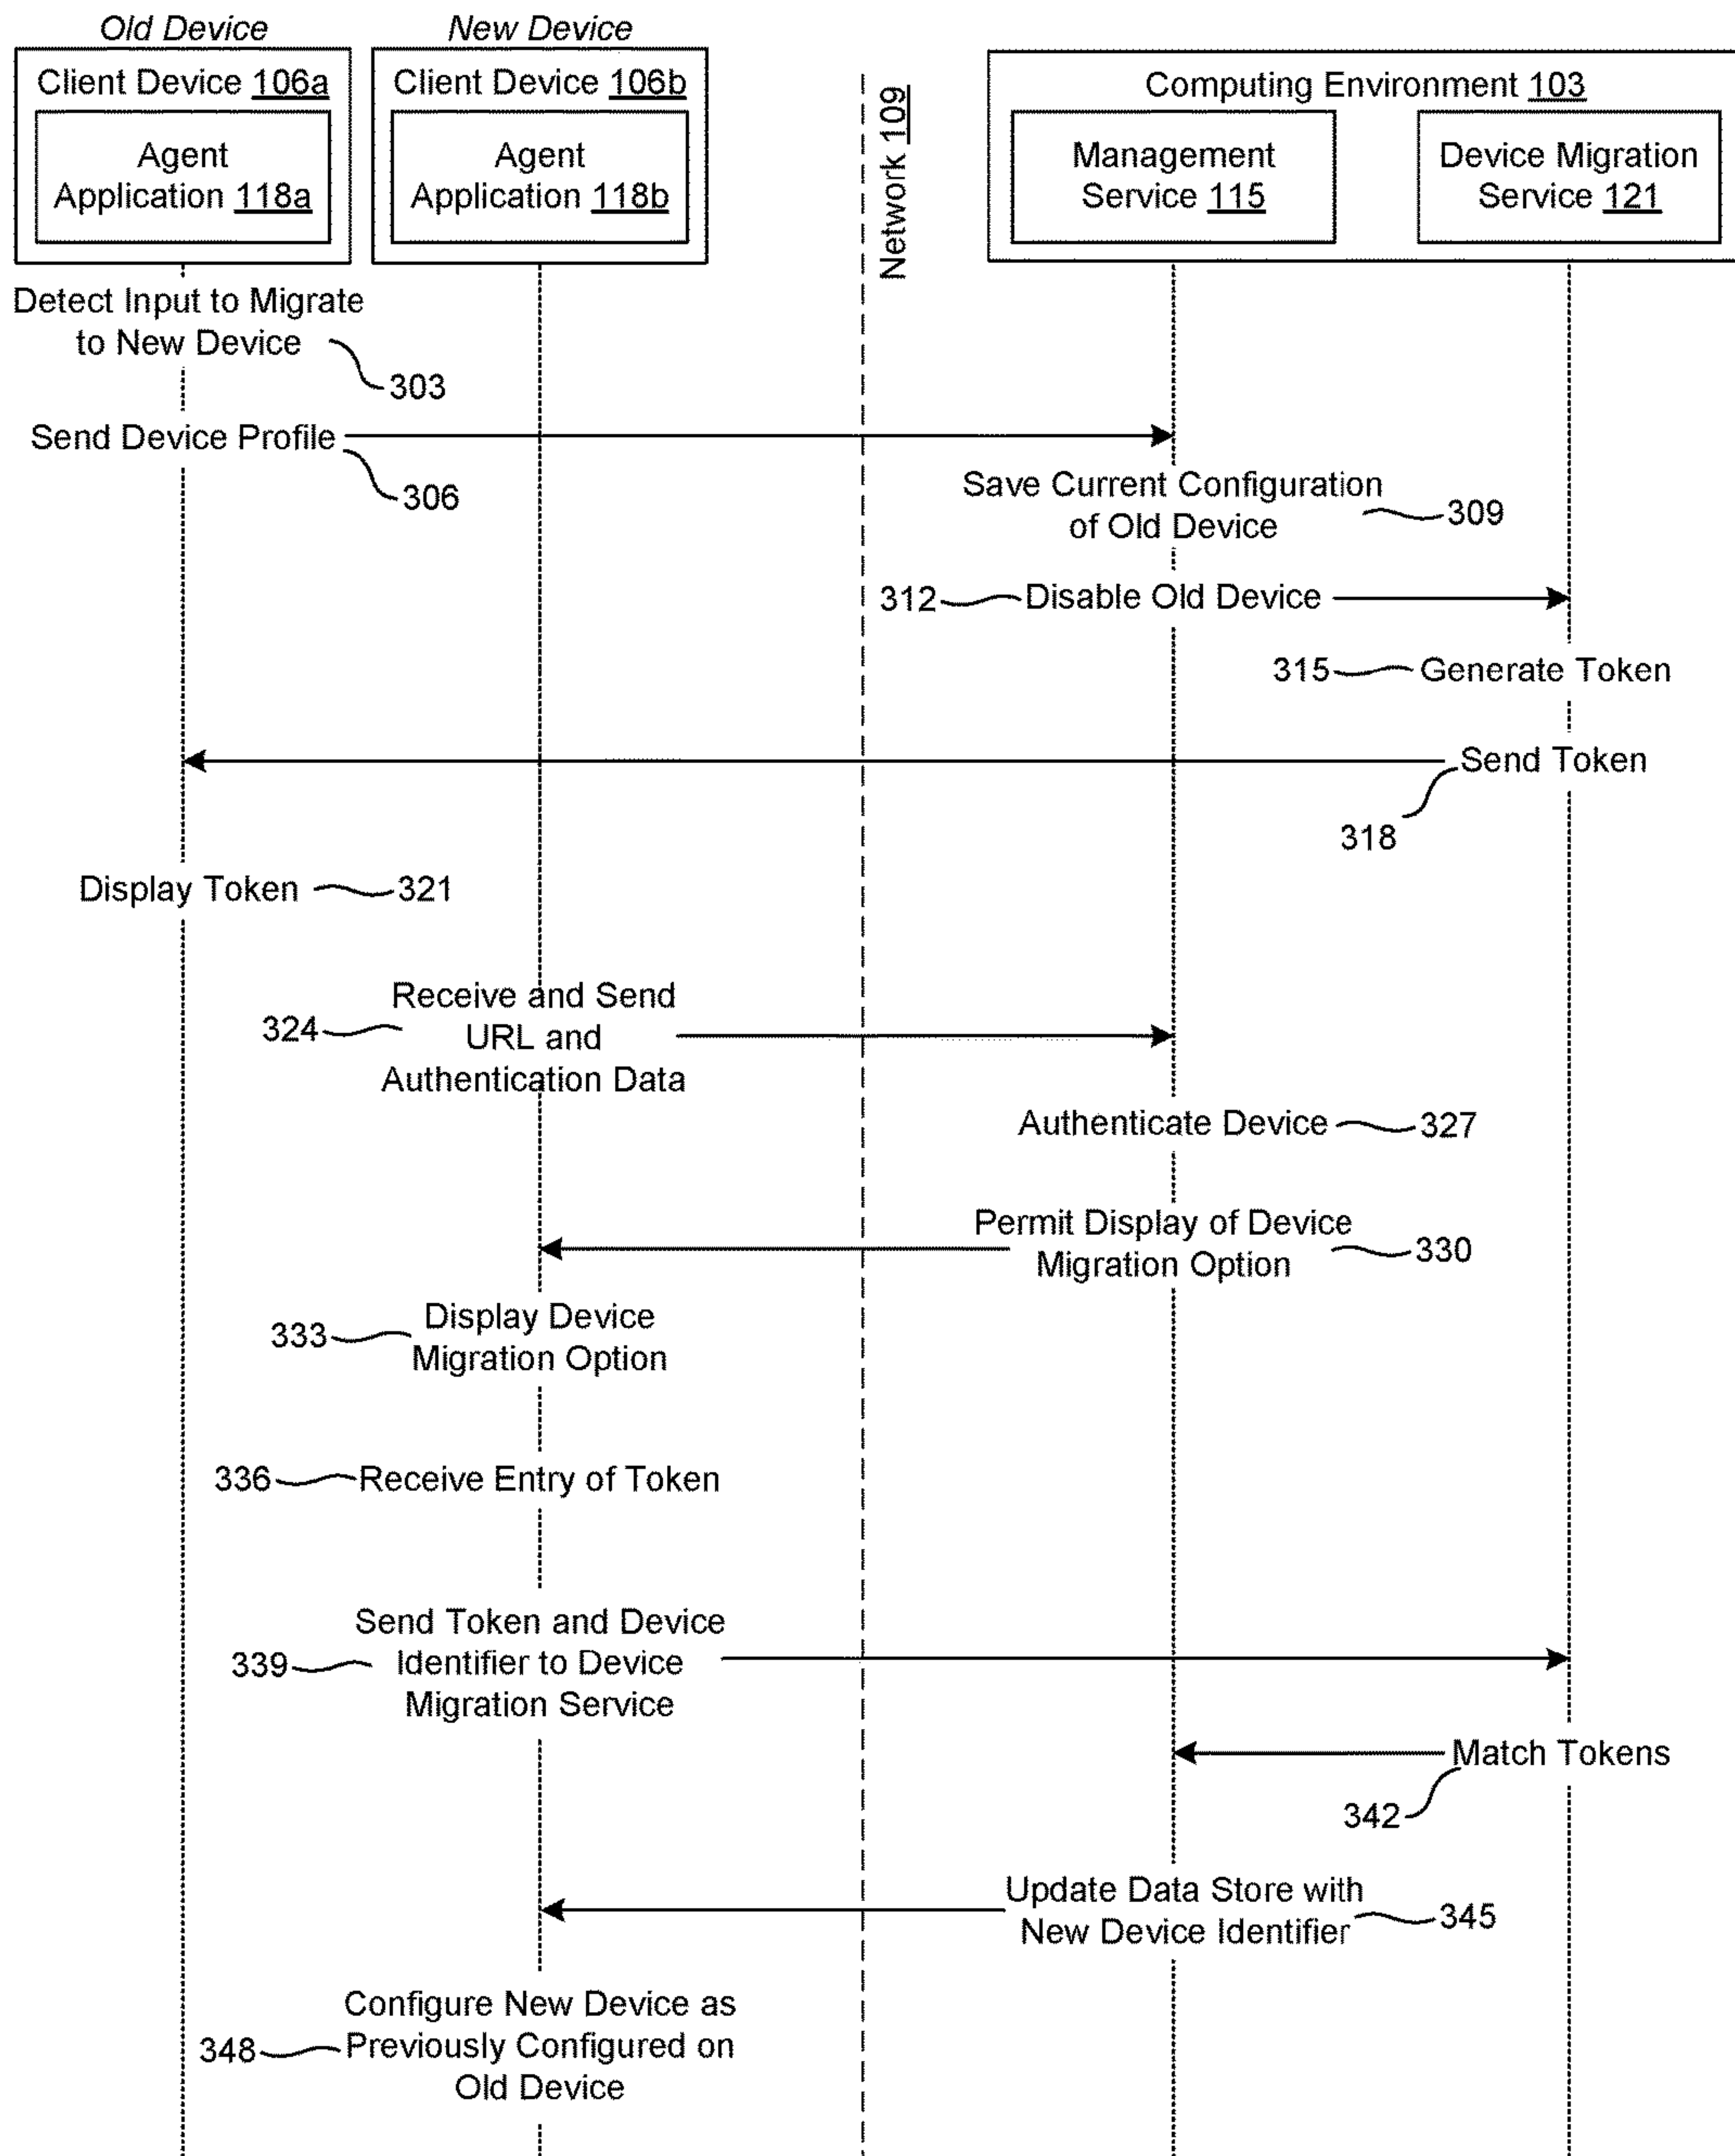 Old Device
New Device
Client Device 106a
Agent
Application 118a
Client Device 106b
Agent
Application 118b
Network 109
Computing Environment 103
Management
Service 115
Device Migration
Service 121
Detect Input to Migrate
to New Device
303
Send Device Profile
306
Save Current Configuration
of Old Device
309
312
Disable Old Device
315
Generate Token
Send Token
318
Display Token
321
324
Receive and Send
URL and
Authentication Data
Authenticate Device
327
Permit Display of Device
Migration Option
330
333
Display Device
Migration Option
336
Receive Entry of Token
339
Send Token and Device
Identifier to Device
Migration Service
Match Tokens
342
Update Data Store with
New Device Identifier
345
348
Configure New Device as
Previously Configured on
Old Device